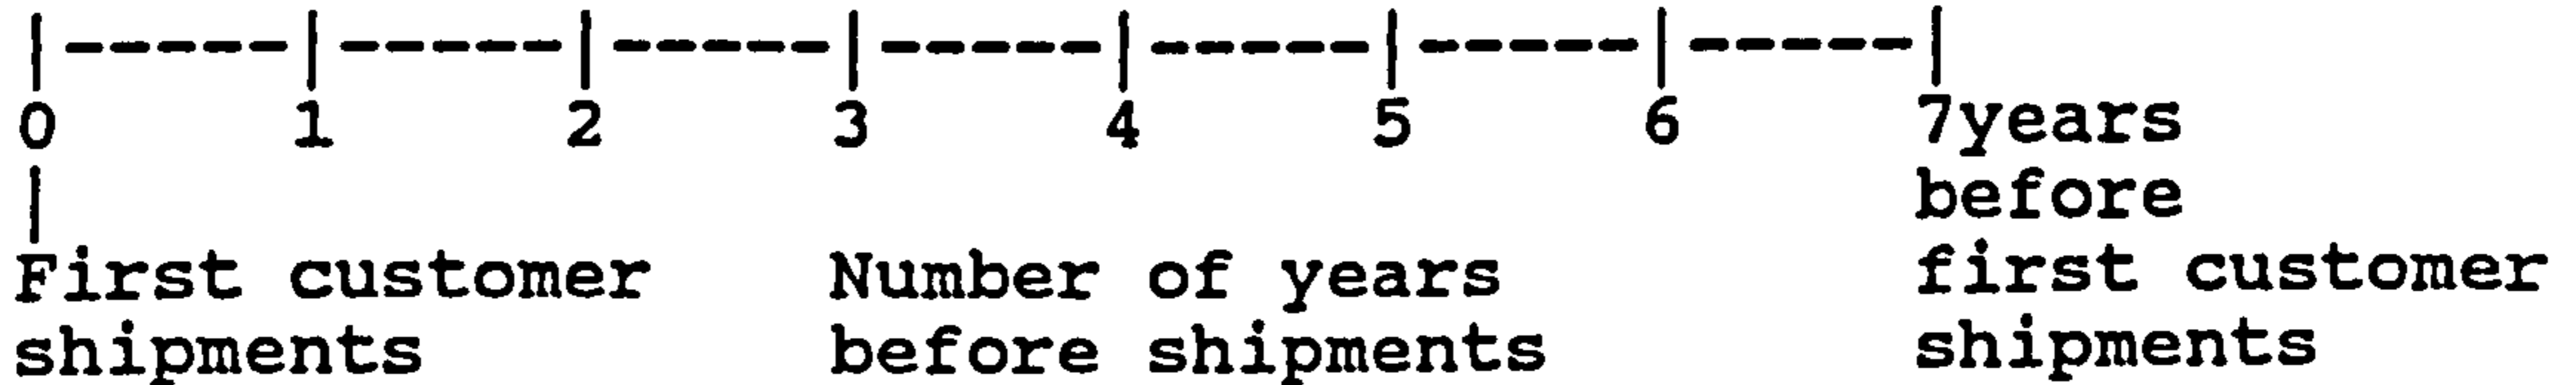 |-----|-----|-----|-----|-----|-----|-----|
0 1 2 3 4 5 6 7years
| before
First customer Number of years first customer
shipments before shipments shipments